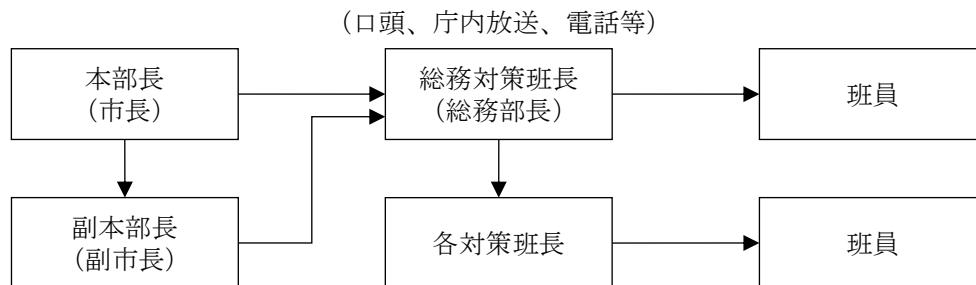 （口頭、庁内放送、電話等）
本部長
（市長）
総務対策班長
（総務部長）
班員
副本部長
（副市長）
各対策班長
班員